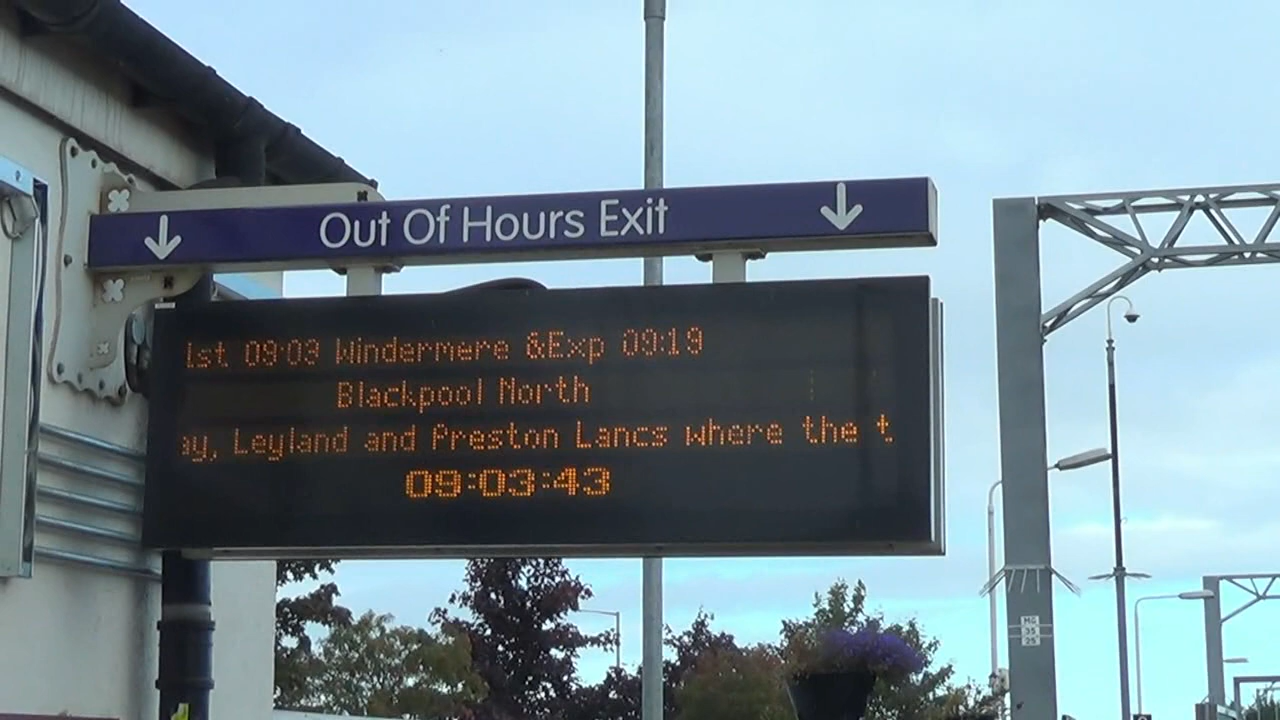 Out Of Hours Exit
1st 09:03 Windermere &Exp 09:19
Blackpool North
ay, Leyland and Preston Lancs where the t
09:03:43